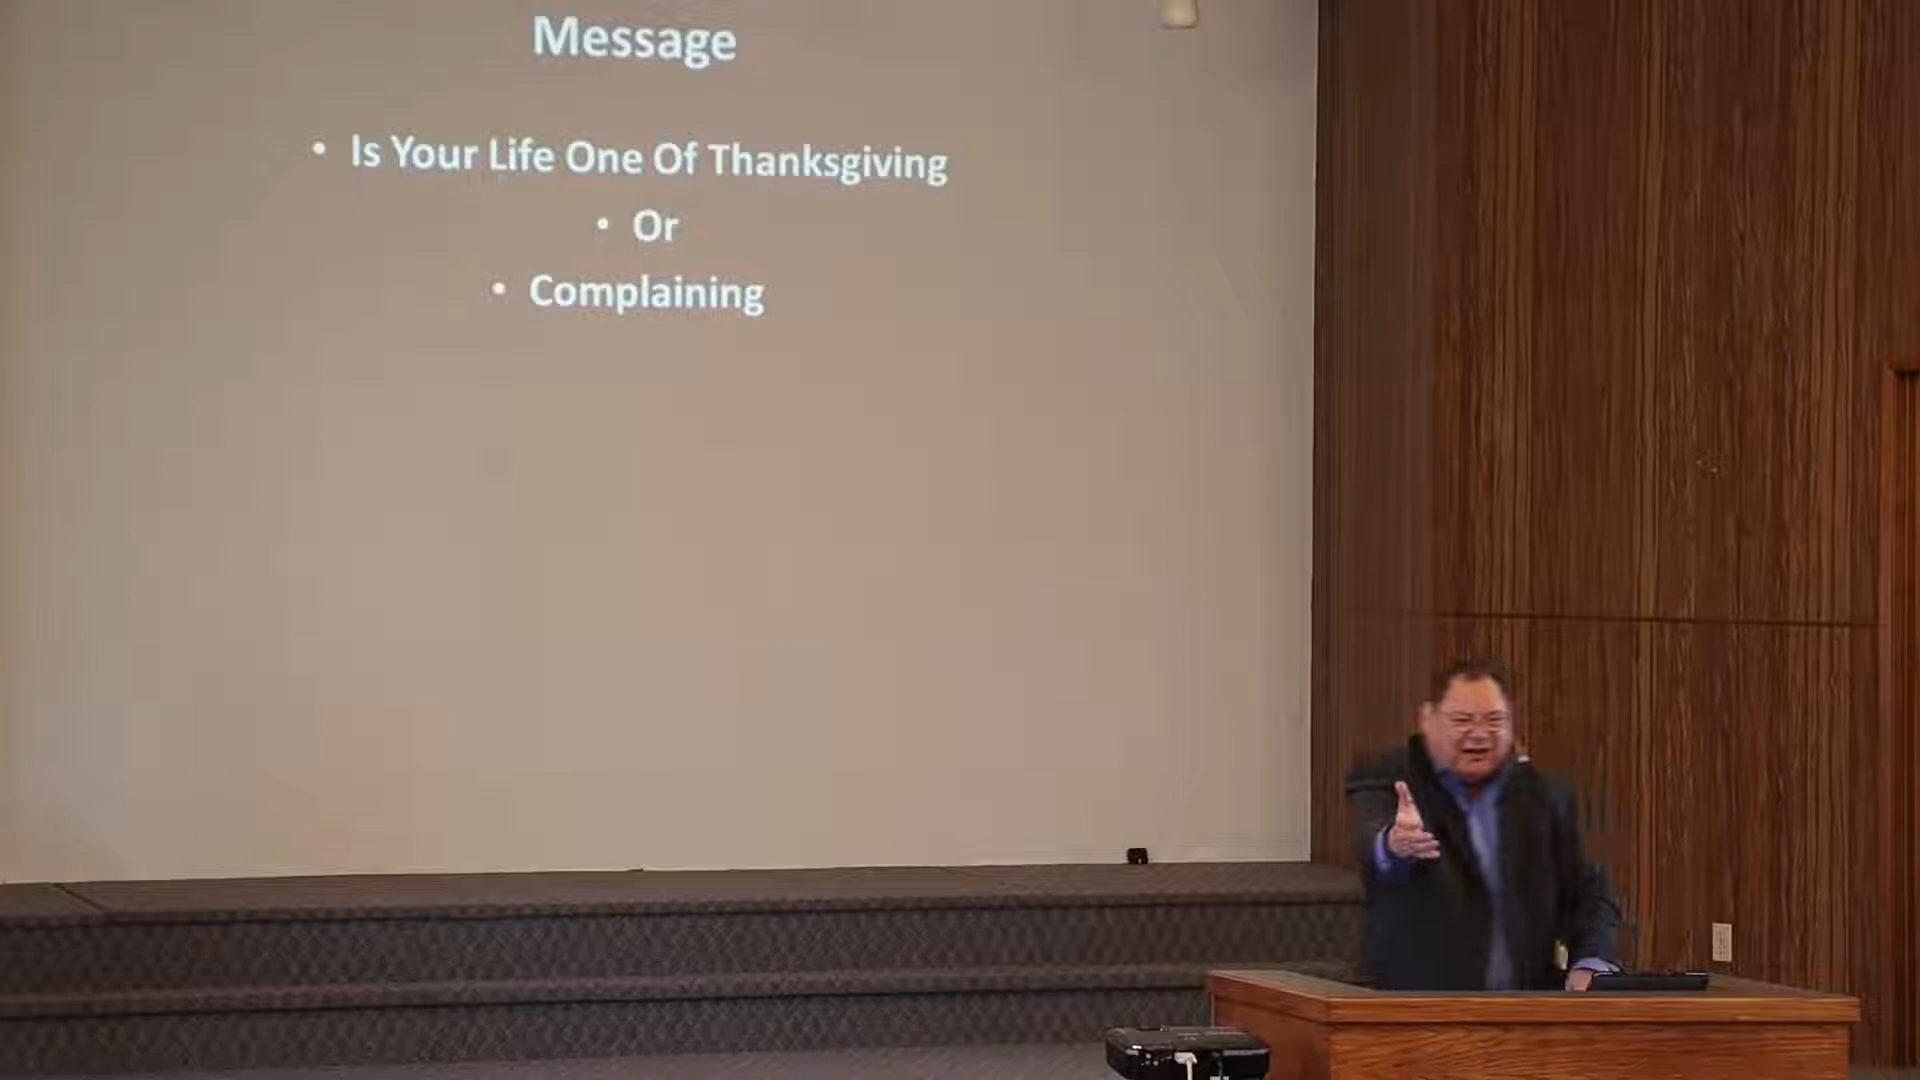 Message
• Is Your Life One Of Thanksgiving
• Or
• Complaining